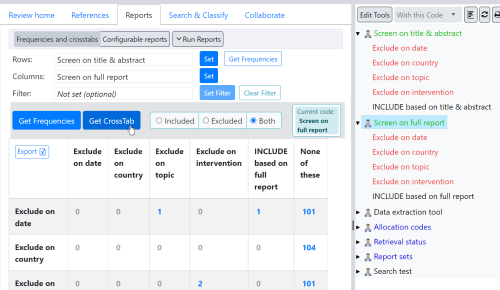 Review home References Reports Search & Classify Collaborate
Frequencies and crosstabs Configurable reports Run Reports
Rows: Screen on title & abstract Set Get Frequencies
Columns: Screen on full report Set
Filter: Not set (optional) Set Filter Clear Filter
Get Frequencies Get CrossTab Included Excluded Both
Current code:
Screen on
full report
Export
Exclude on date
Exclude on country
Exclude on topic
Exclude on intervention
INCLUDE based on full report
None of these
Exclude on date 0 0 1 0 1 101
Exclude on country 0 0 0 0 0 104
Exclude on 0 0 0 2 0 101
Edit Tools With this Code
Screen on title & abstract
Exclude on date
Exclude on country
Exclude on topic
Exclude on intervention
INCLUDE based on title & abstract
Screen on full report
Exclude on date
Exclude on country
Exclude on topic
Exclude on intervention
INCLUDE based on full report
Data extraction tool
Allocation codes
Retrieval status
Report sets
Search test